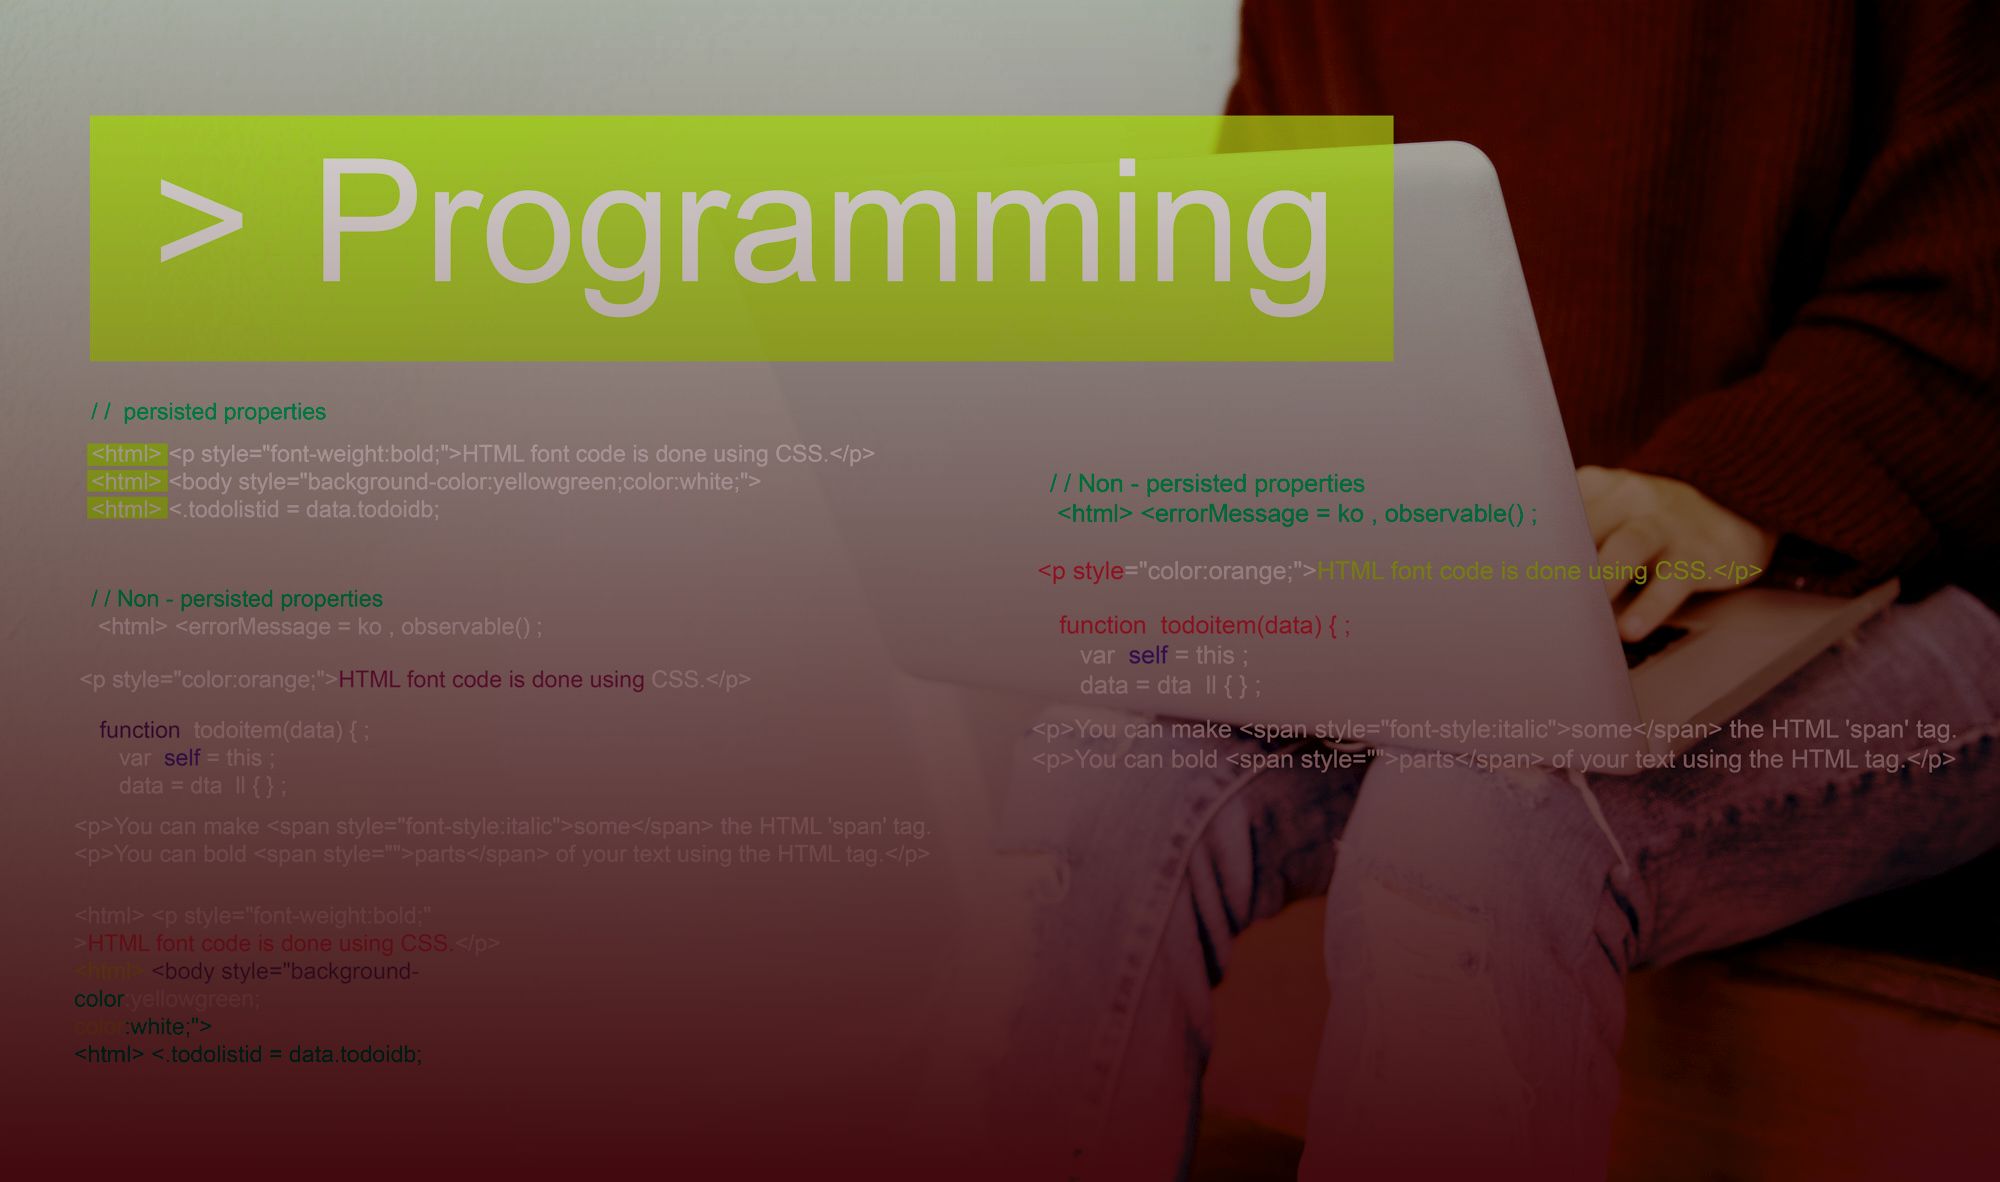 > Programming
// persisted properties
<html> <p style="font-weight:bold;">HTML font code is done using CSS.</p>
<html> <body style="background-color:yellowgreen;color:white;">
<html> <.todolistid = data.todoidb;
// Non - persisted properties
<html> <errorMessage = ko , observable() ;
<p style="color:orange;">HTML font code is done using CSS.</p>
function todoitem(data) { ;
var self = this ;
data = dta ll { } ;
<p>You can make <span style="font-style:italic">some</span> the HTML 'span' tag.
<p>You can bold <span style="">parts</span> of your text using the HTML tag.</p>
<html> <p style="font-weight:bold;"
>HTML font code is done using CSS.</p>
<html> <body style="background-
color:yellowgreen;
color:white;">
<html> <.todolistid = data.todoidb;
// Non - persisted properties
<html> <errorMessage = ko , observable() ;
<p style="color:orange;">HTML font code is done using CSS.</p>
function todoitem(data) { ;
var self = this ;
data = dta ll { } ;
<p>You can make <span style="font-style:italic">some</span> the HTML 'span' tag.
<p>You can bold <span style="">parts</span> of your text using the HTML tag.</p>